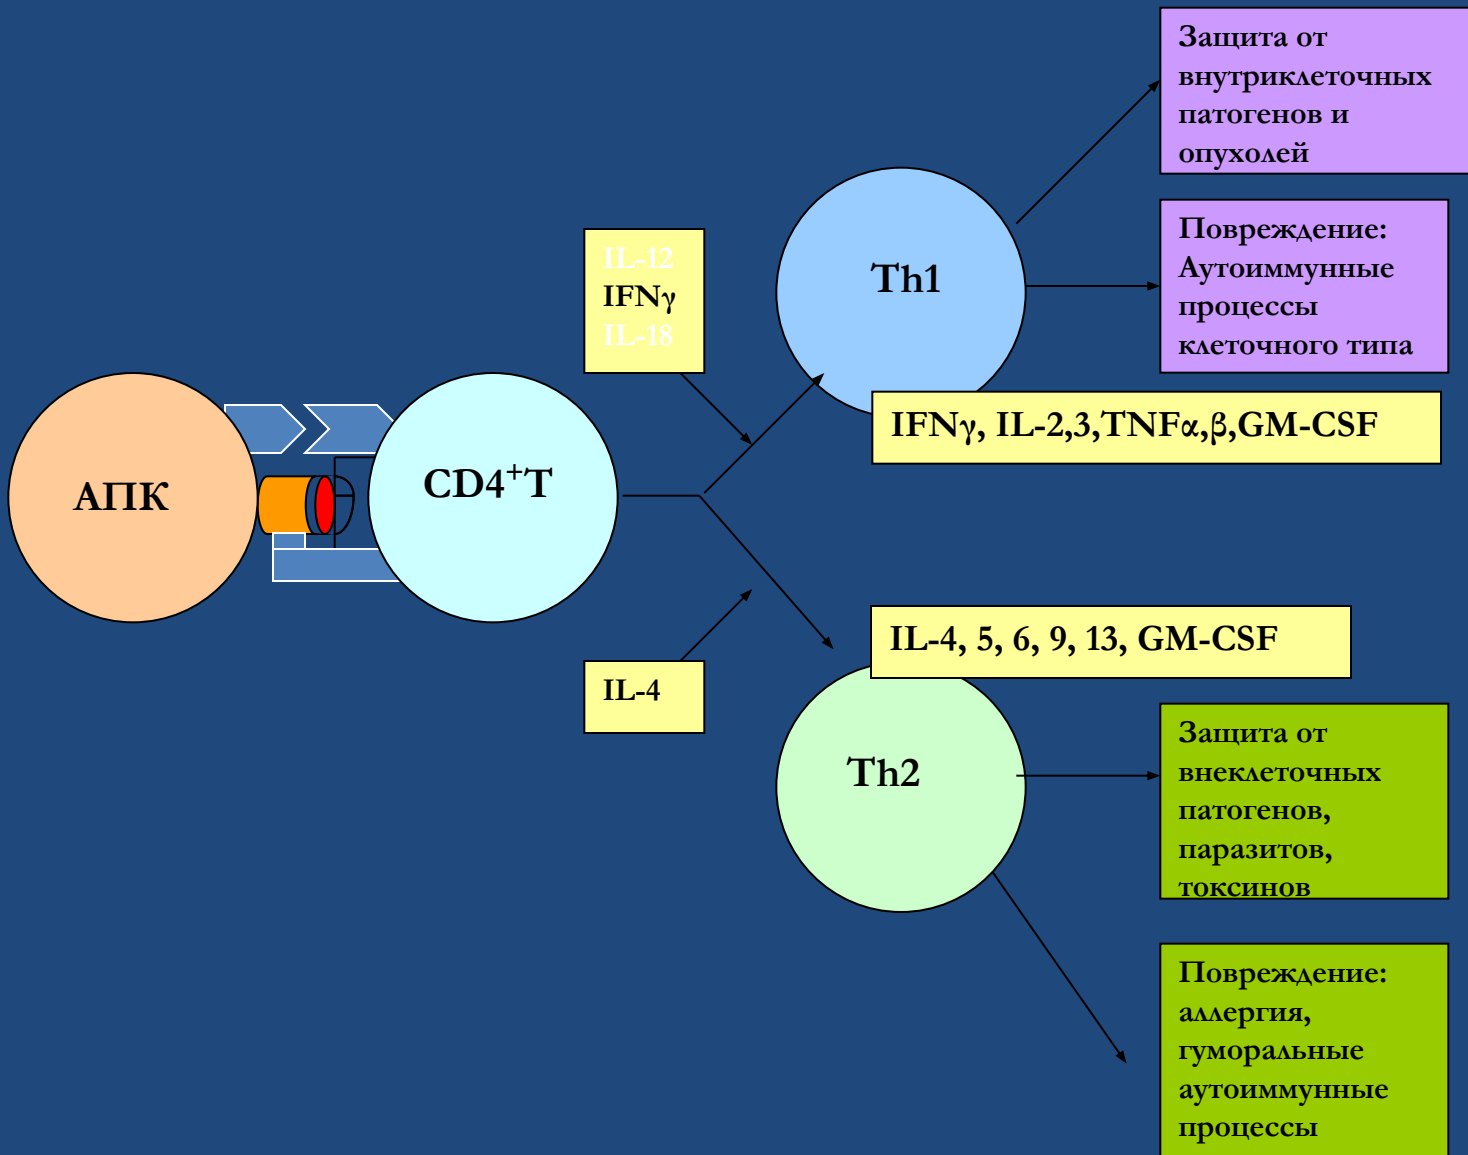 Защита от
внутриклеточных
патогенов и
опухолей
Повреждение:
Аутоиммунные
процессы
клеточного типа
IL-12
IFNγ
IL-18
Th1
IFNγ, IL-2,3,TNFα,β,GM-CSF
АПК
CD4⁺T
IL-4, 5, 6, 9, 13, GM-CSF
IL-4
Th2
Защита от
внеклеточных
патогенов,
паразитов,
токсинов
Повреждение:
аллергия,
гуморальные
аутоиммунные
процессы